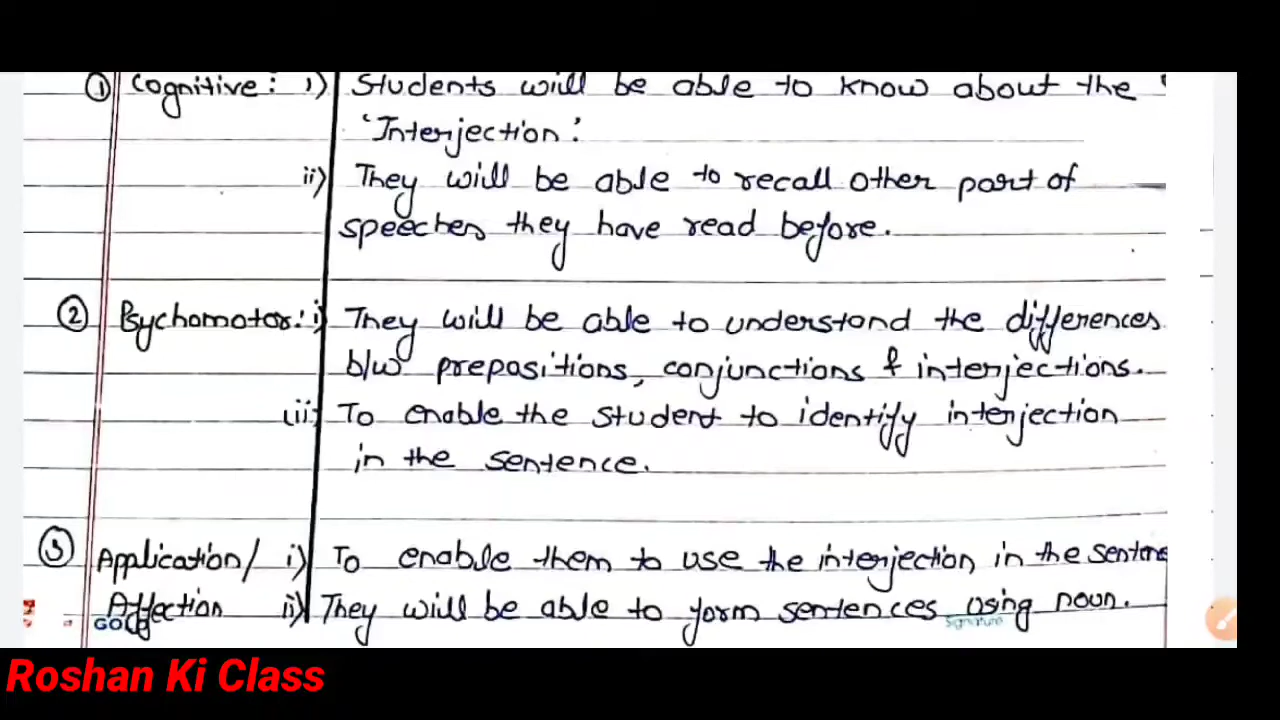 ① Cognitive: i) Students will be able to know about the
'Interjection'.
ii) They will be able to recall other part of
speeches they have read before.
② Psychomotor: i) They will be able to understand the differences
b/w prepositions, conjunctions & interjections.
ii) To enable the student to identify interjection
in the sentence.
③ Application/ i) To enable them to use the interjection in the sentence
Affection ii) They will be able to form sentences using noun.
Signature
Roshan Ki Class